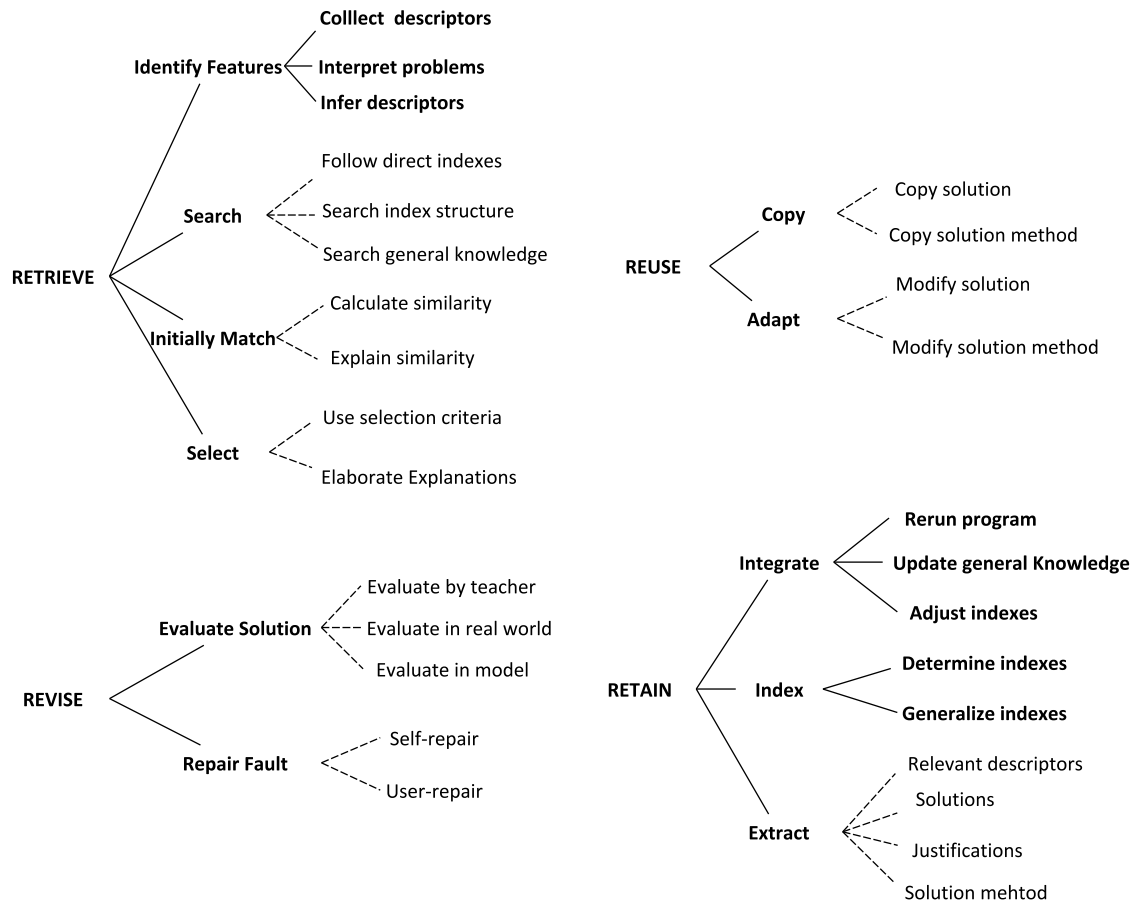 Colllect descriptors
Identify Features
Interpret problems
Infer descriptors
Follow direct indexes
Search
Search index structure
Search general knowledge
RETRIEVE
Calculate similarity
Initially Match
Explain similarity
Use selection criteria
Select
Elaborate Explanations
Copy solution
Copy
Copy solution method
REUSE
Modify solution
Adapt
Modify solution method
Evaluate by teacher
Evaluate Solution
Evaluate in real world
Evaluate in model
REVISE
Self-repair
Repair Fault
User-repair
Rerun program
Integrate
Update general Knowledge
Adjust indexes
Determine indexes
RETAIN
Index
Generalize indexes
Relevant descriptors
Solutions
Extract
Justifications
Solution mehtod